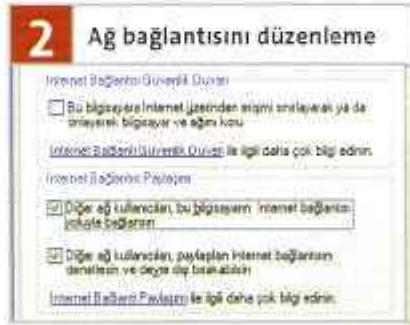 2
Ağ bağlantısını düzenleme
Internet Bağlantısı Güvenlik Duvarı
Bu bilgisayara Internet üzerinden erişimi sınırlayarak ya da
önleyerek bilgisayar ve ağımı koru
Internet Bağlantı Güvenlik Duvarı ile ilgili daha çok bilgi edinin.
Internet Bağlantısı Paylaşımı
Diğer ağ kullanıcıları, bu bilgisayarın Internet bağlantısı
yoluyla bağlansın
Diğer ağ kullanıcıları, paylaşılan Internet bağlantısını
denetlesin ve devre dışı bırakabilsin
Internet Bağlantı Paylaşımı ile ilgili daha çok bilgi edinin.